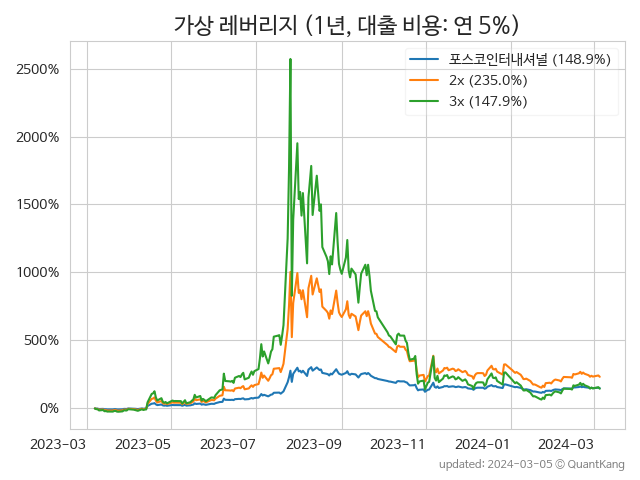 가상 레버리지 (1년, 대출 비용: 연 5%)
포스코인터내셔널 (148.9%)
2x (235.0%)
3x (147.9%)
2500%
2000%
1500%
1000%
500%
0%
2023-03 2023-05 2023-07 2023-09 2023-11 2024-01 2024-03
updated: 2024-03-05 ⓒ QuantKang